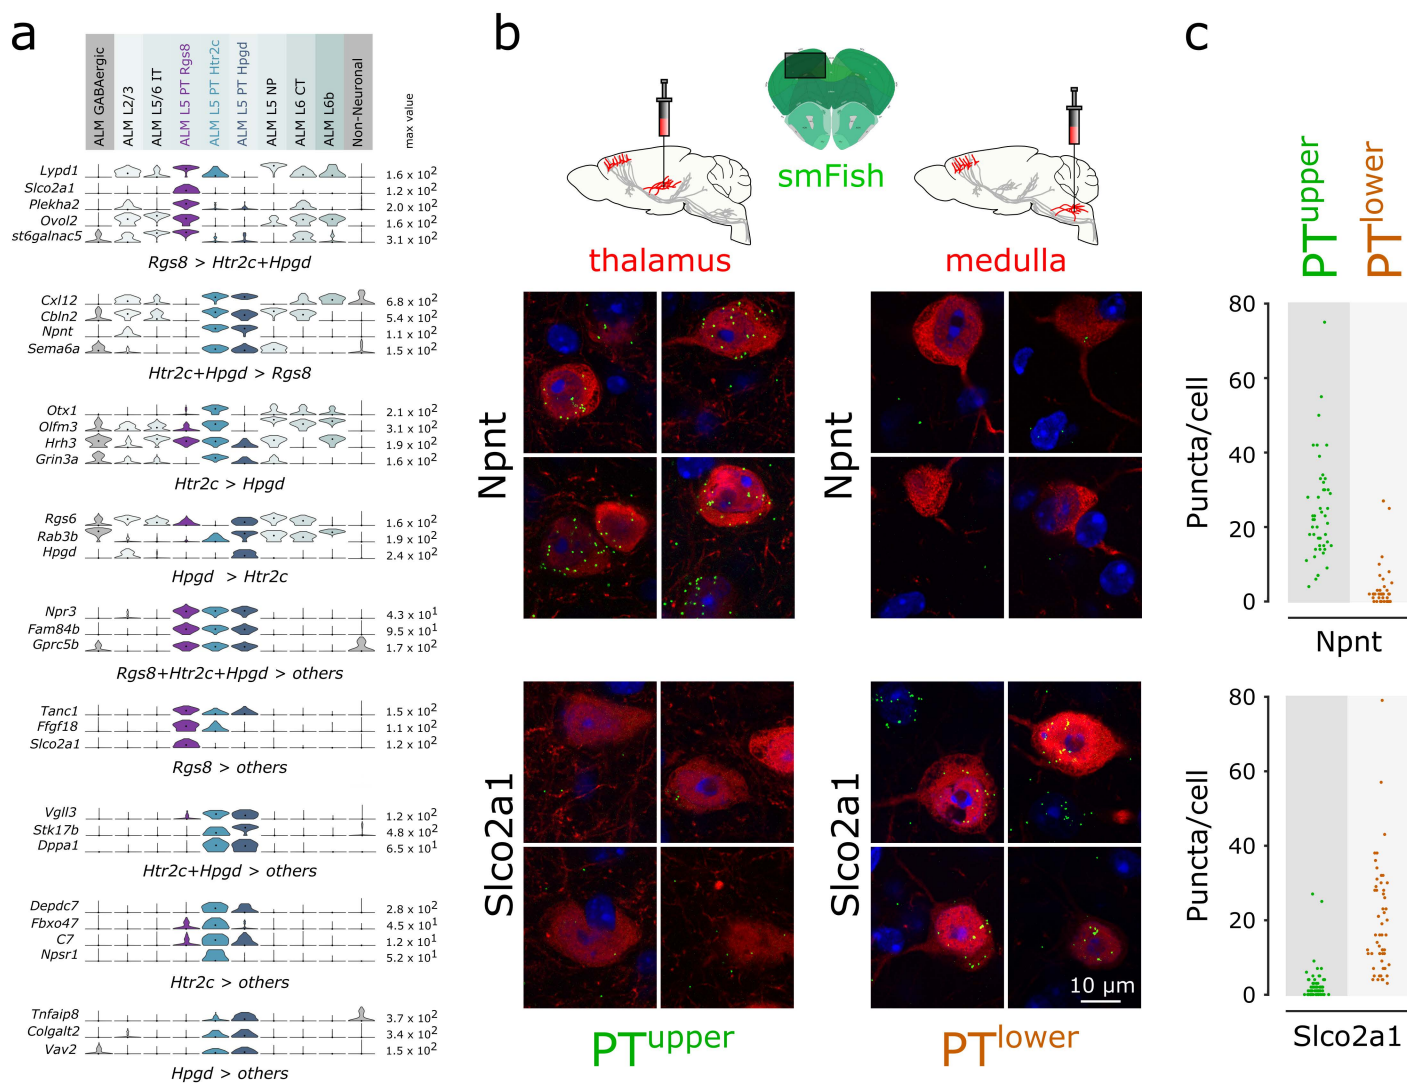 a
ALM GABAergic
ALM L2/3
ALM L5/6 IT
ALM L5 PT Rgs8
ALM L5 PT Htr2c
ALM L5 PT Hpgd
ALM L5 NP
ALM L6 CT
ALM L6b
Non-Neuronal
max value
Lypd1 1.6 x 10²
Slco2a1 1.2 x 10²
Plekha2 2.0 x 10²
Ovol2 1.6 x 10²
st6galnac5 3.1 x 10²
Rgs8 > Htr2c+Hpgd
Cxl12 6.8 x 10²
Cbln2 5.4 x 10²
Npnt 1.1 x 10²
Sema6a 1.5 x 10²
Htr2c+Hpgd > Rgs8
Otx1 2.1 x 10²
Olfm3 3.1 x 10²
Hrh3 1.9 x 10²
Grin3a 1.6 x 10²
Htr2c > Hpgd
Rgs6 1.6 x 10²
Rab3b 1.9 x 10²
Hpgd 2.4 x 10²
Hpgd > Htr2c
Npr3 4.3 x 10¹
Fam84b 9.5 x 10¹
Gprc5b 1.7 x 10²
Rgs8+Htr2c+Hpgd > others
Tanc1 1.5 x 10²
Ffgf18 1.1 x 10²
Slco2a1 1.2 x 10²
Rgs8 > others
Vgll3 1.2 x 10²
Stk17b 4.8 x 10²
Dppa1 6.5 x 10¹
Htr2c+Hpgd > others
Depdc7 2.8 x 10²
Fbxo47 4.5 x 10¹
C7 1.2 x 10¹
Npsr1 5.2 x 10¹
Htr2c > others
Tnfaip8 3.7 x 10²
Colgalt2 3.4 x 10²
Vav2 1.5 x 10²
Hpgd > others
b
smFish
thalamus
medulla
Npnt
Npnt
Slco2a1
Slco2a1
10 µm
PTupper
PTlower
c
PTupper
PTlower
80
60
40
20
0
Puncta/cell
Npnt
80
60
40
20
0
Puncta/cell
Slco2a1